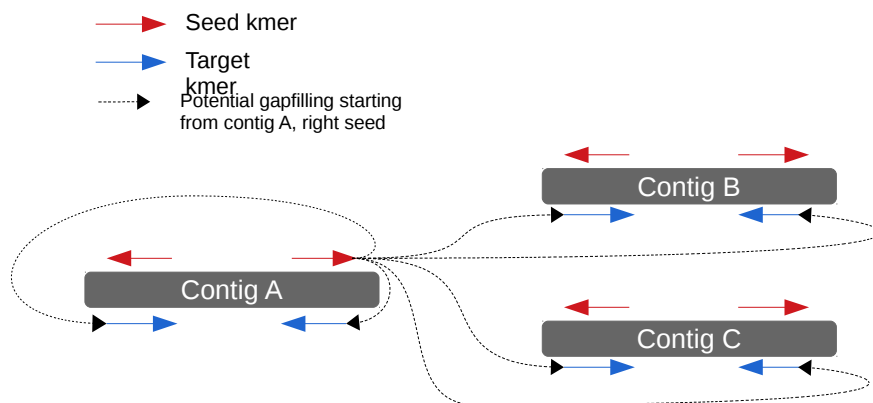 Seed kmer
Target
kmer
Potential gapfilling starting
from contig A, right seed
Contig B
Contig A
Contig C